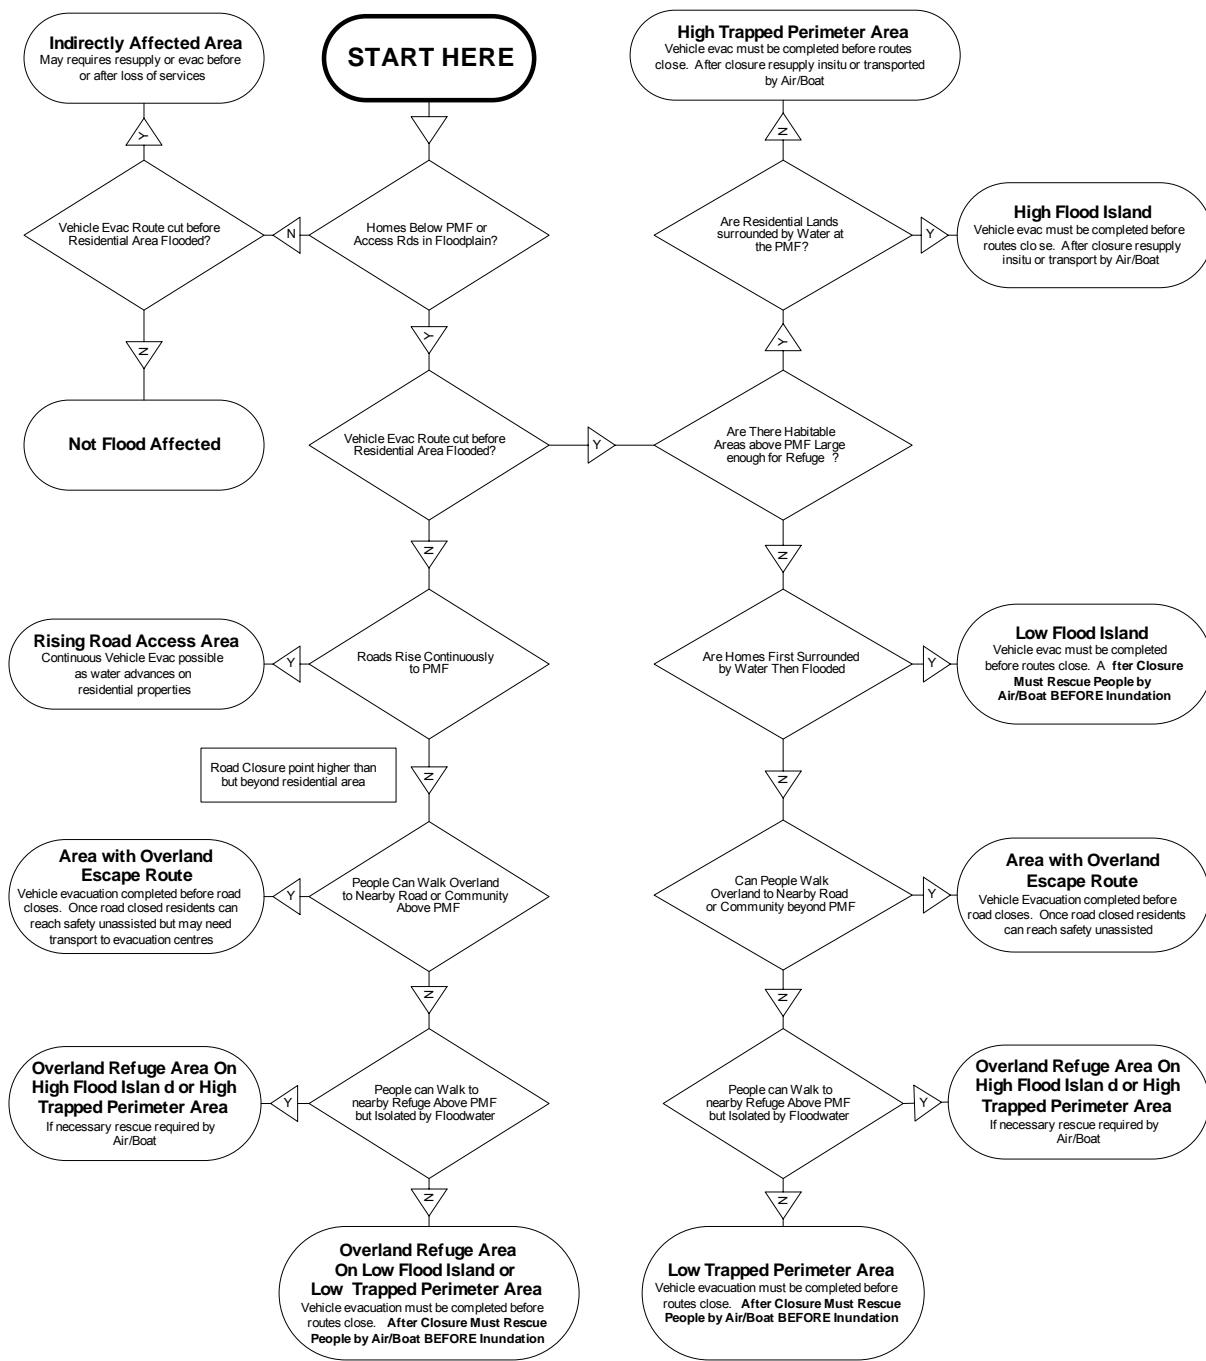 Indirectly Affected Area
May requires resupply or evac before
or after loss of services
START HERE
High Trapped Perimeter Area
Vehicle evac must be completed before routes
close. After closure resupply insitu or transported
by Air/Boat
Y
N
Vehicle Evac Route cut before
Residential Area Flooded?
N
Homes Below PMF or
Access Rds in Floodplain?
Are Residential Lands
surrounded by Water at
the PMF?
Y
High Flood Island
Vehicle evac must be completed before
routes clo se. After closure resupply
insitu or transport by Air/Boat
N
Y
Y
Not Flood Affected
Vehicle Evac Route cut before
Residential Area Flooded?
Y
Are There Habitable
Areas above PMF Large
enough for Refuge ?
N
N
Rising Road Access Area
Continuous Vehicle Evac possible
as water advances on
residential properties
Y
Roads Rise Continuously
to PMF
Are Homes First Surrounded
by Water Then Flooded
Y
Low Flood Island
Vehicle evac must be completed
before routes close. A fter Closure
Must Rescue People by
Air/Boat BEFORE Inundation
Road Closure point higher than
but beyond residential area
N
N
Area with Overland
Escape Route
Vehicle evacuation completed before road
closes. Once road closed residents can
reach safety unassisted but may need
transport to evacuation centres
Y
People Can Walk Overland
to Nearby Road or Community
Above PMF
Can People Walk
Overland to Nearby Road
or Community beyond PMF
Y
Area with Overland
Escape Route
Vehicle Evacuation completed before
road closes. Once road closed residents
can reach safety unassisted
N
N
Overland Refuge Area On
High Flood Islan d or High
Trapped Perimeter Area
If necessary rescue required by
Air/Boat
Y
People can Walk to
nearby Refuge Above PMF
but Isolated by Floodwater
People can Walk to
nearby Refuge Above PMF
but Isolated by Floodwater
Y
Overland Refuge Area On
High Flood Islan d or High
Trapped Perimeter Area
If necessary rescue required by
Air/Boat
N
N
Overland Refuge Area
On Low Flood Island or
Low Trapped Perimeter Area
Vehicle evacuation must be completed before
routes close. After Closure Must Rescue
People by Air/Boat BEFORE Inundation
Low Trapped Perimeter Area
Vehicle evacuation must be completed before
routes close. After Closure Must Rescue
People by Air/Boat BEFORE Inundation